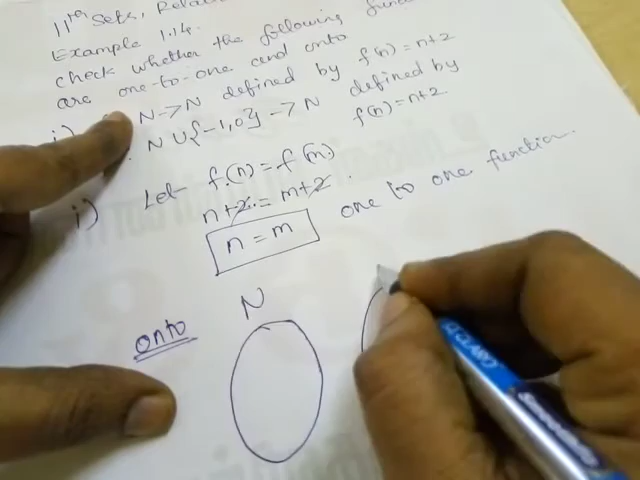 11th Sets, Relat
Example 1.14.
check whether the following func
are one-to-one and onto
i) N->N defined by f(n)=n+2
N U{-1,0}->N defined by
f(n)=n+2.
i) Let f(n)=f(m)
n+2=m+2.
n=m one to one function.
N
onto
CLARO